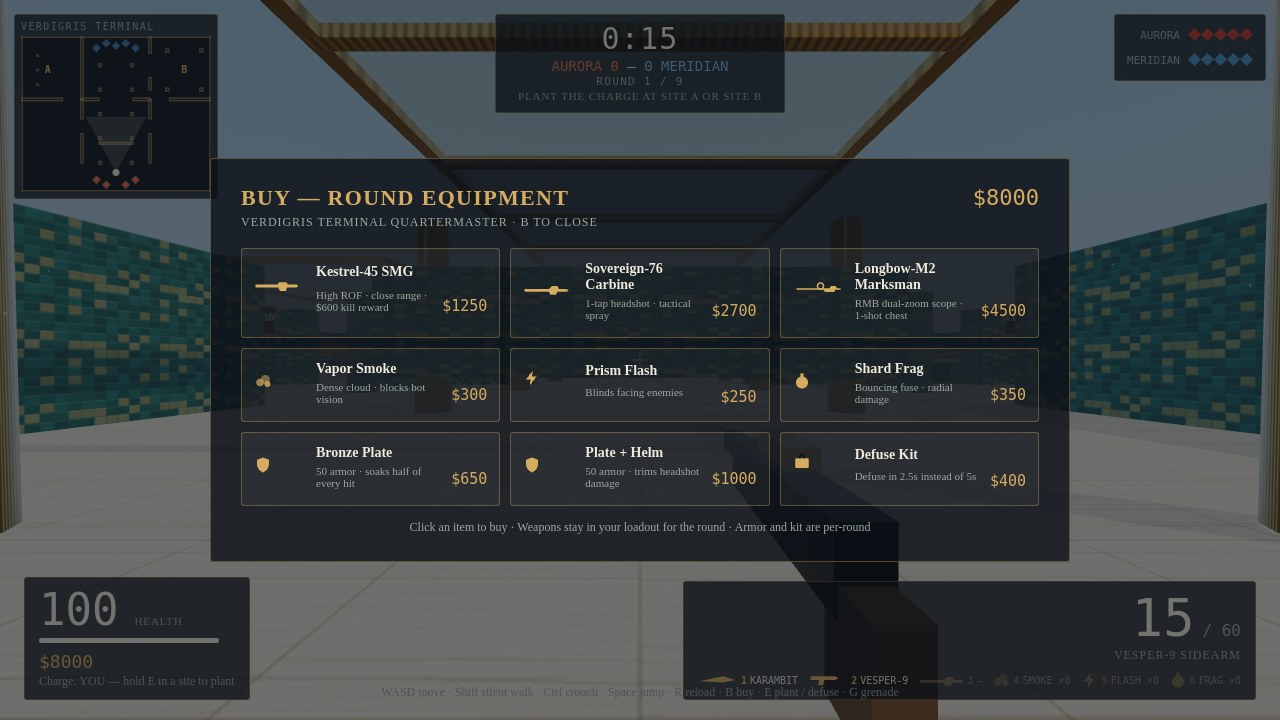 VERDIGRIS TERMINAL
A
B
0:15
AURORA 0 — 0 MERIDIAN
ROUND 1 / 9
PLANT THE CHARGE AT SITE A OR SITE B
AURORA
MERIDIAN
BUY — ROUND EQUIPMENT
$8000
VERDIGRIS TERMINAL QUARTERMASTER · B TO CLOSE
Kestrel-45 SMG
High ROF · close range ·
$600 kill reward
$1250
Sovereign-76
Carbine
1-tap headshot · tactical
spray
$2700
Longbow-M2
Marksman
RMB dual-zoom scope ·
1-shot chest
$4500
Vapor Smoke
Dense cloud · blocks bot
vision
$300
Prism Flash
Blinds facing enemies
$250
Shard Frag
Bouncing fuse · radial
damage
$350
Bronze Plate
50 armor · soaks half of
every hit
$650
Plate + Helm
50 armor · trims headshot
damage
$1000
Defuse Kit
Defuse in 2.5s instead of 5s
$400
Click an item to buy · Weapons stay in your loadout for the round · Armor and kit are per-round
100 HEALTH
$8000
Charge: YOU — hold E in a site to plant
15 / 60
VESPER-9 SIDEARM
1 KARAMBIT 2 VESPER-9 3 — 4 SMOKE ×0 5 FLASH ×0 6 FRAG ×0
WASD move · Shift silent walk · Ctrl crouch · Space jump · R reload · B buy · E plant / defuse · G grenade